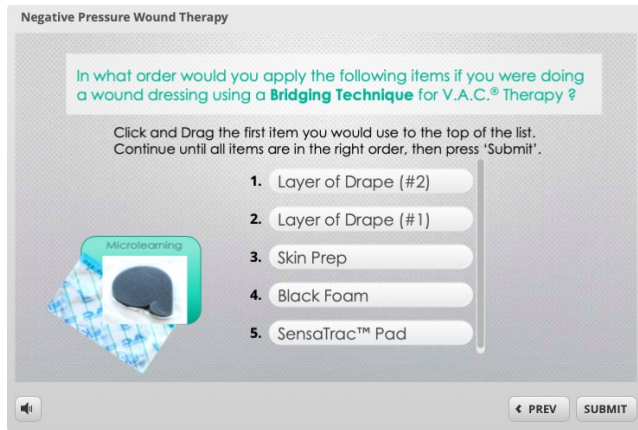 Negative Pressure Wound Therapy
In what order would you apply the following items if you were doing
a wound dressing using a Bridging Technique for V.A.C.® Therapy ?
Click and Drag the first item you would use to the top of the list.
Continue until all items are in the right order, then press 'Submit'.
1. Layer of Drape (#2)
2. Layer of Drape (#1)
3. Skin Prep
4. Black Foam
5. SensaTrac™ Pad
Microlearning
PREV
SUBMIT